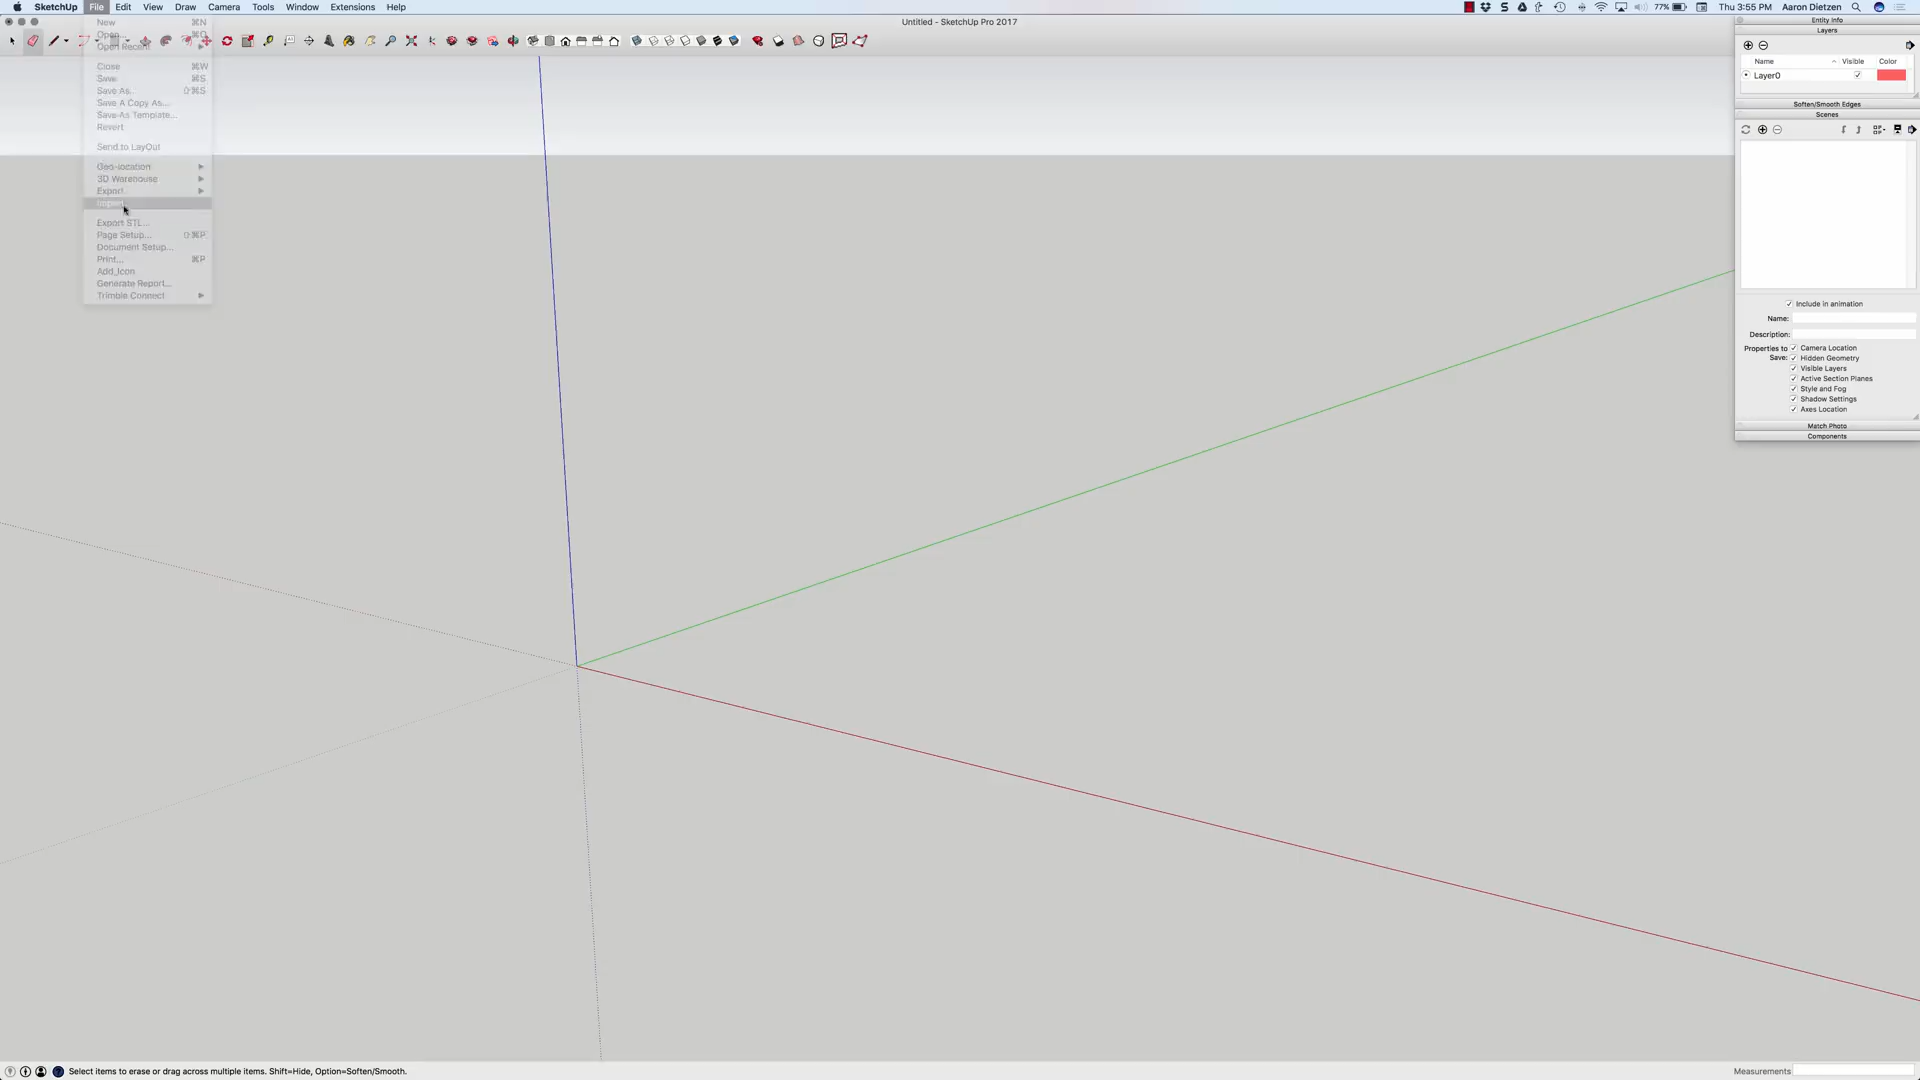 SketchUp File Edit View Draw Camera Tools Window Extensions Help
77% Thu 3:55 PM Aaron Dietzen
Untitled - SketchUp Pro 2017
New ⌘N
Open... ⌘O
Open Recent
Close ⌘W
Save ⌘S
Save As... ⇧⌘S
Save A Copy As...
Save As Template...
Revert
Send to LayOut
Geo-location
3D Warehouse
Export
Import...
Export STL...
Page Setup... ⇧⌘P
Document Setup...
Print... ⌘P
Add_Icon
Generate Report...
Trimble Connect
Entity Info
Layers
Name Visible Color
Layer0
Soften/Smooth Edges
Scenes
Include in animation
Name:
Description:
Properties to Save:
Camera Location
Hidden Geometry
Visible Layers
Active Section Planes
Style and Fog
Shadow Settings
Axes Location
Match Photo
Components
Select items to erase or drag across multiple items. Shift=Hide, Option=Soften/Smooth.
Measurements